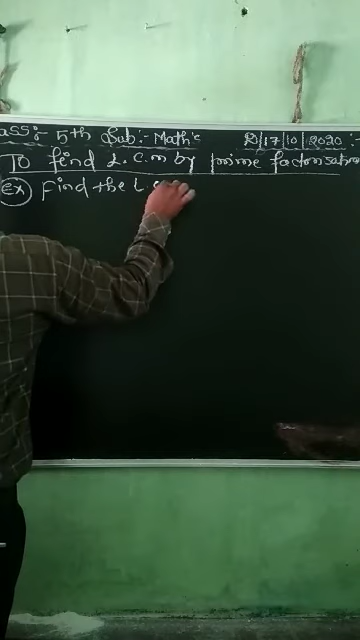 ass:- 5th Sub:- Math's D/17/10/2020:-
To find L.C.M by prime factorisation
Ex Find the L